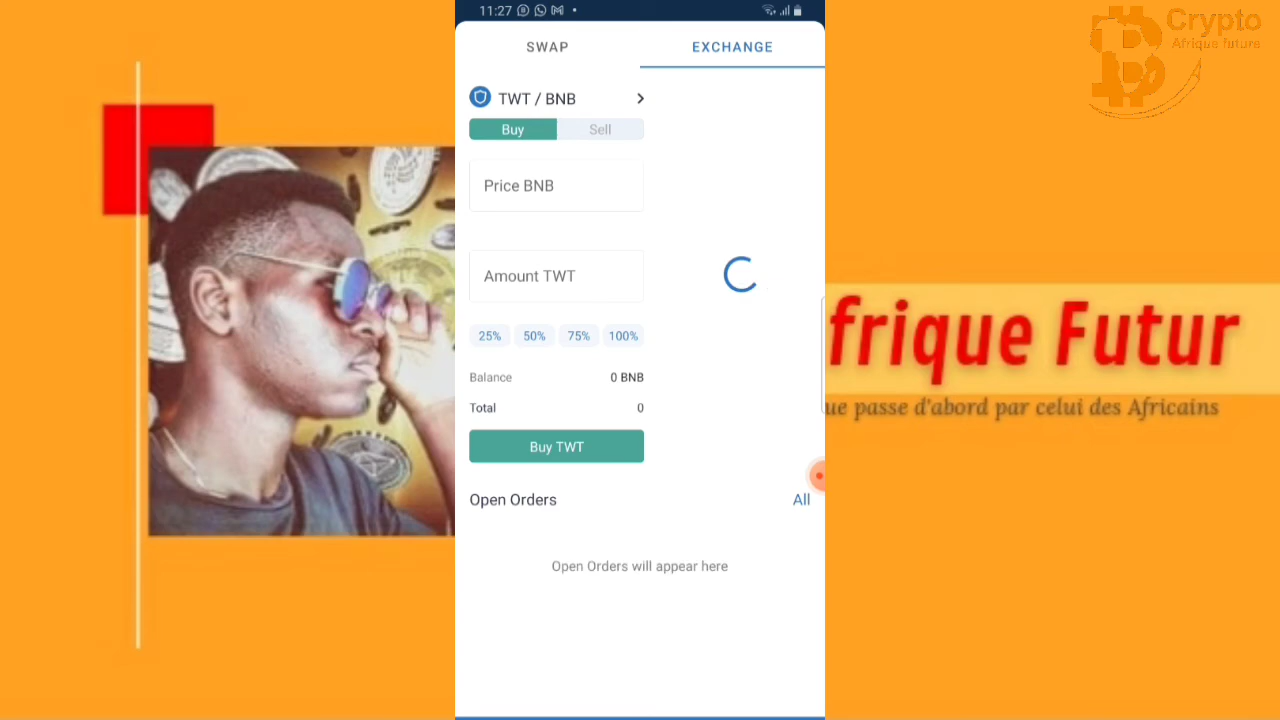 11:27
Crypto
Afrique future
SWAP
EXCHANGE
TWT / BNB
Buy
Sell
Price BNB
Amount TWT
25%
50%
75%
100%
frique Futur
Balance
0 BNB
ue passe d'abord par celui des Africains
Total
0
Buy TWT
Open Orders
All
Open Orders will appear here